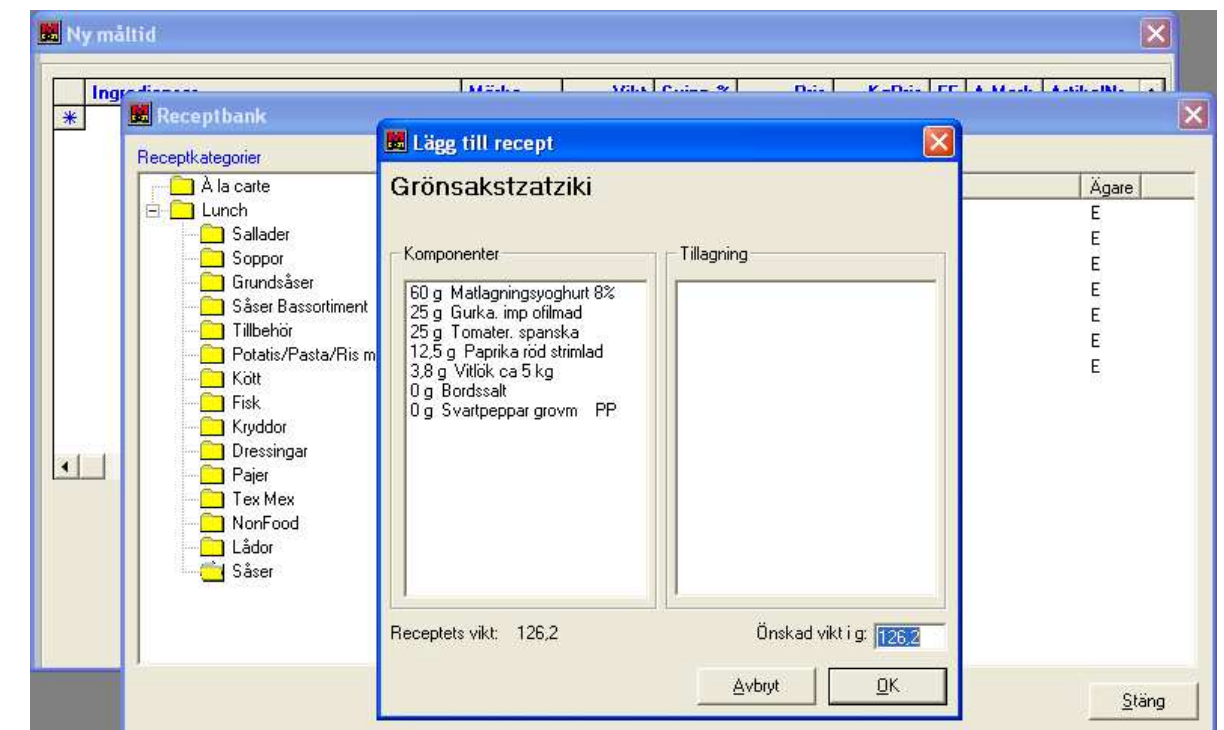 Ny måltid
Receptbank
Receptkategorier
À la carte
Lunch
Sallader
Soppor
Grundsåser
Såser Bassortiment
Tillbehör
Potatis/Pasta/Ris m
Kött
Fisk
Kryddor
Dressingar
Pajer
Tex Mex
NonFood
Lådor
Såser
Lägg till recept
Grönsakstzatziki
Komponenter
60 g Matlagningsyoghurt 8%
25 g Gurka. imp ofilmad
25 g Tomater. spanska
12,5 g Paprika röd strimlad
3,8 g Vitlök ca 5 kg
0 g Bordssalt
0 g Svartpeppar grovm PP
Tillagning
Receptets vikt: 126,2
Önskad vikt i g: 126,2
Avbryt OK
Ägare
E
E
E
E
E
E
E
Stäng